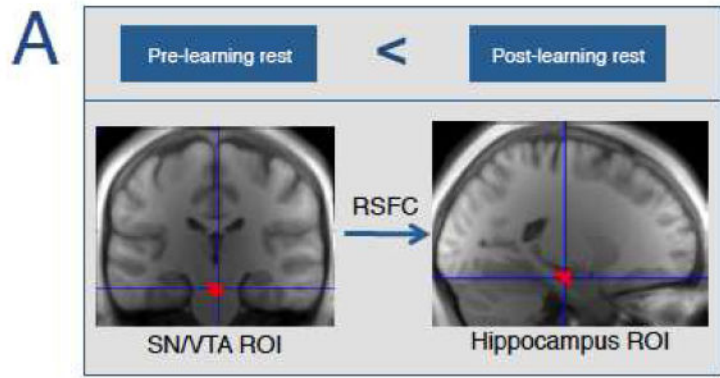 A
Pre-learning rest < Post-learning rest
RSFC
SN/VTA ROI
Hippocampus ROI